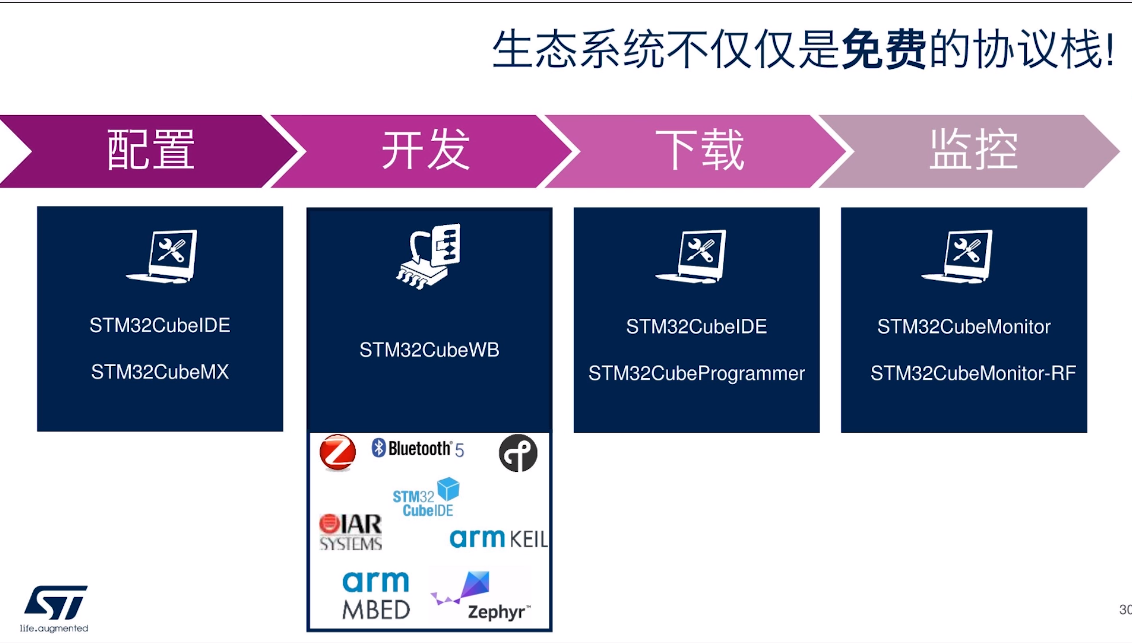 生态系统不仅仅是免费的协议栈!
配置
开发
下载
监控
STM32CubeIDE
STM32CubeMX
STM32CubeWB
STM32CubeIDE
STM32CubeProgrammer
STM32CubeMonitor
STM32CubeMonitor-RF
Bluetooth 5
STM32
CubeIDE
IAR
SYSTEMS
arm KEIL
arm
MBED
Zephyr™
ST
life.augmented
30